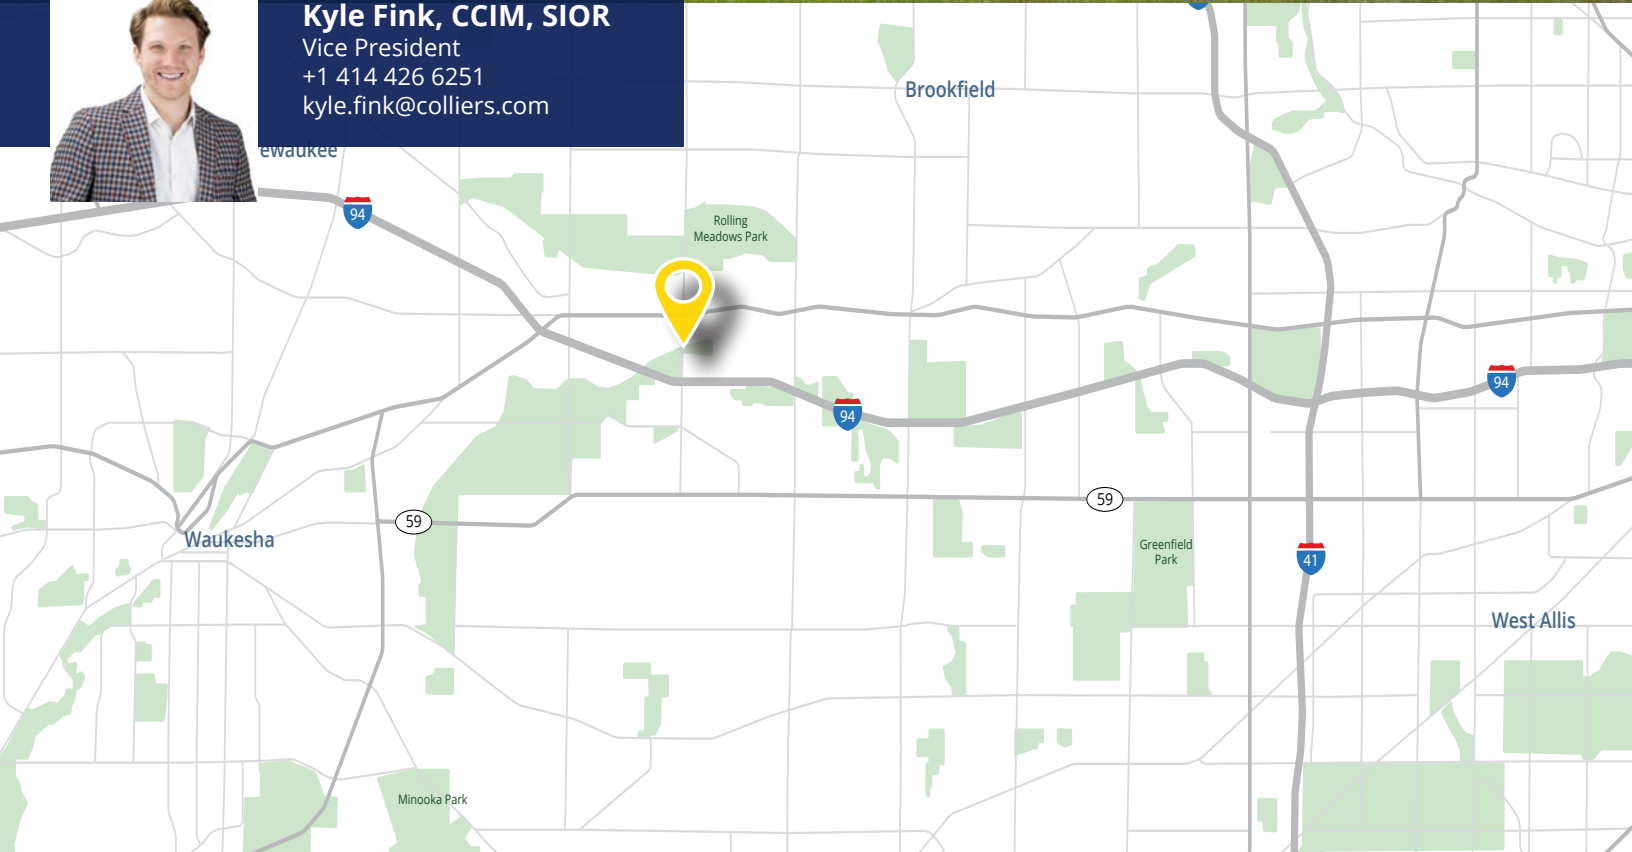 Kyle Fink, CCIM, SIOR
Vice President
+1 414 426 6251
kyle.fink@colliers.com
Brookfield
ewaukee
94
Rolling
Meadows Park
94
94
59
59
Waukesha
Greenfield
Park
41
West Allis
Minooka Park